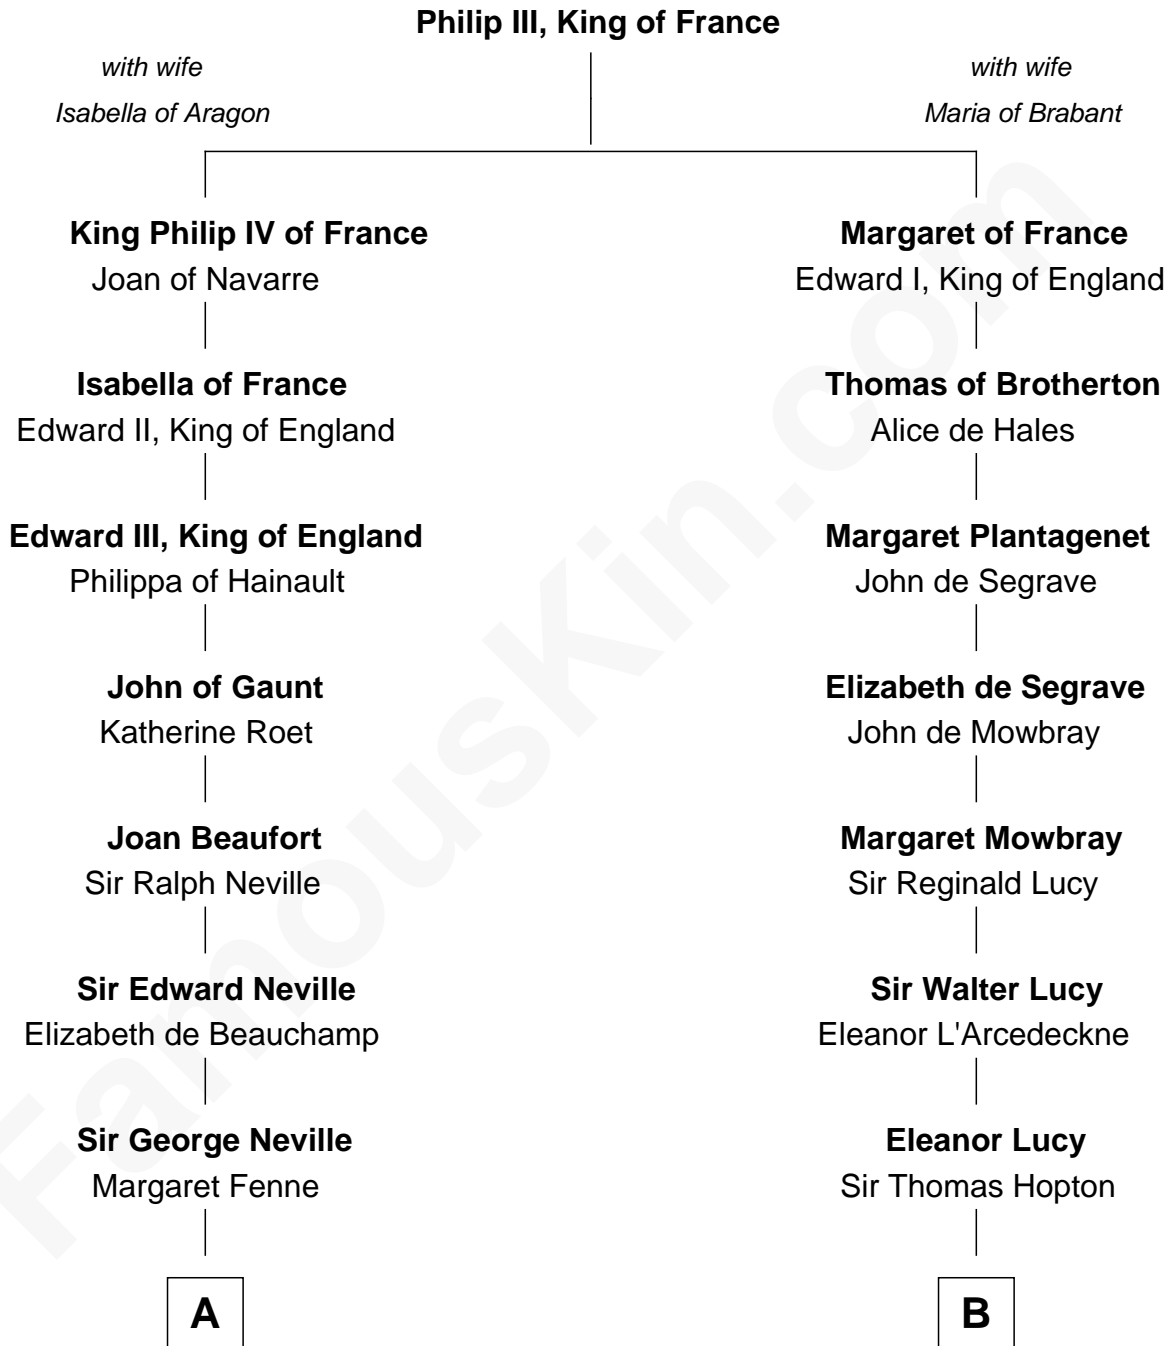 Philip III, King of France
with wife
Isabella of Aragon
with wife
Maria of Brabant
King Philip IV of France
Joan of Navarre
Margaret of France
Edward I, King of England
Isabella of France
Edward II, King of England
Thomas of Brotherton
Alice de Hales
Edward III, King of England
Philippa of Hainault
Margaret Plantagenet
John de Segrave
John of Gaunt
Katherine Roet
Elizabeth de Segrave
John de Mowbray
Joan Beaufort
Sir Ralph Neville
Margaret Mowbray
Sir Reginald Lucy
Sir Edward Neville
Elizabeth de Beauchamp
Sir Walter Lucy
Eleanor L'Arcedeckne
Sir George Neville
Margaret Fenne
Eleanor Lucy
Sir Thomas Hopton
A
B
FamousKin.com